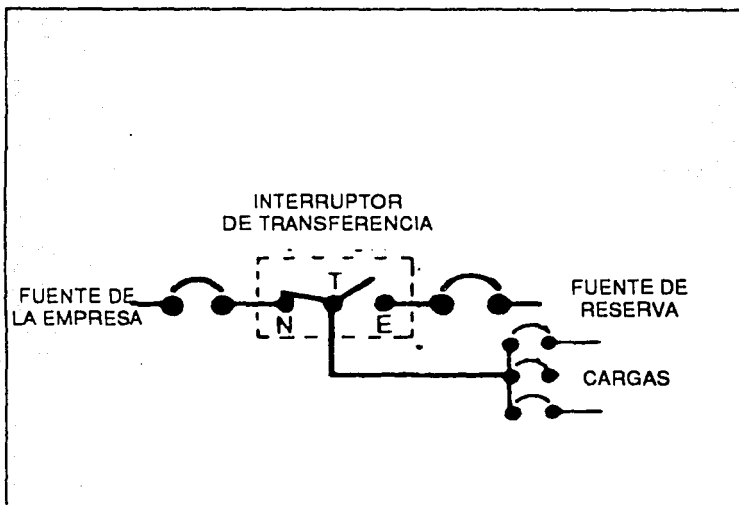 INTERRUPTOR
DE TRANSFERENCIA
T
FUENTE DE
LA EMPRESA
N
E
FUENTE DE
RESERVA
CARGAS